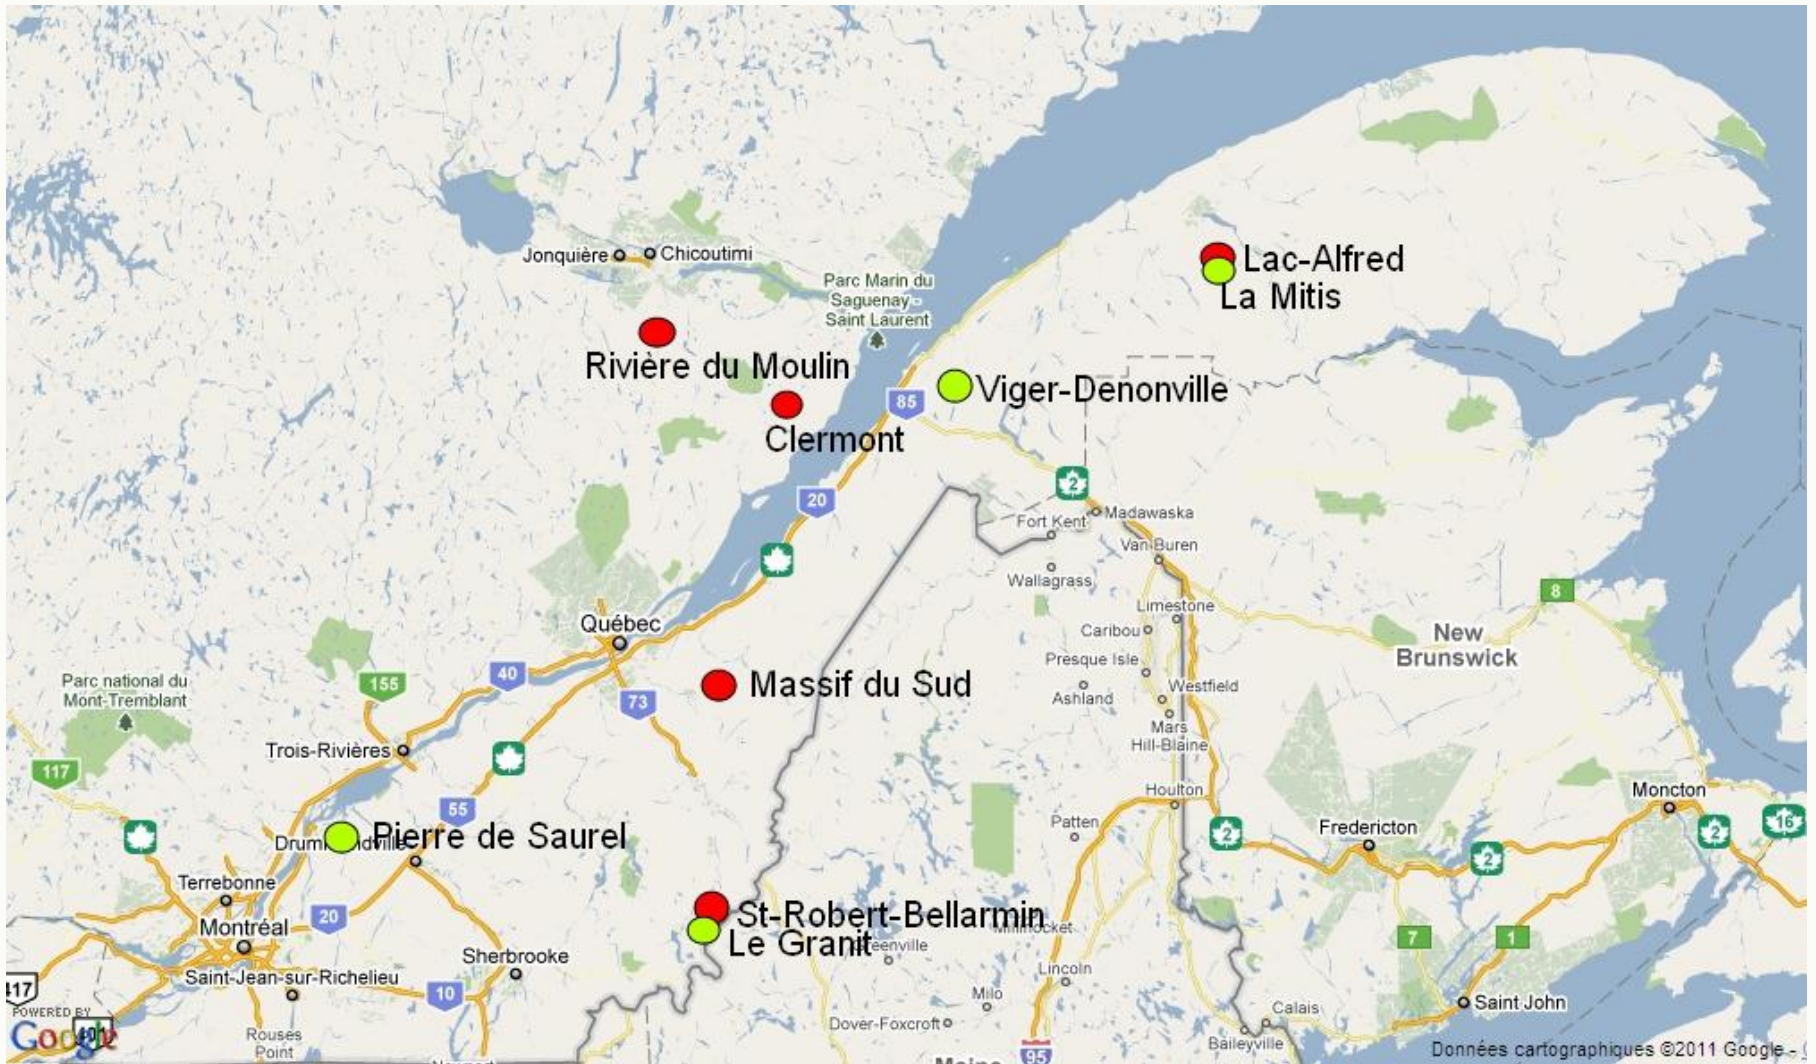 Jonquière
Chicoutimi
Parc Marin du
Saguenay -
Saint Laurent
Lac-Alfred
La Mitis
Rivière du Moulin
Viger-Denonville
85
Clermont
20
2
Fort Kent
Madawaska
Van Buren
Wallagrass
Limestone
8
Québec
Caribou
New
Brunswick
Presque Isle
40
Parc national du
Mont-Tremblant
155
Massif du Sud
Westfield
73
Ashland
Mars
Hill-Blaine
Trois-Rivières
117
Houlton
Moncton
55
Patten
2
Fredericton
2
2
16
Pierre de Saurel
Terrebonne
20
Montréal
St-Robert-Bellarmin
Le Granit
Greenville
7
1
Sherbrooke
Lincoln
Saint-Jean-sur-Richelieu
417
10
Milo
Saint John
POWERED BY
Google
401
Calais
Dover-Foxcroft
Rouses
Point
Baileyville
95
Données cartographiques ©2011 Google -